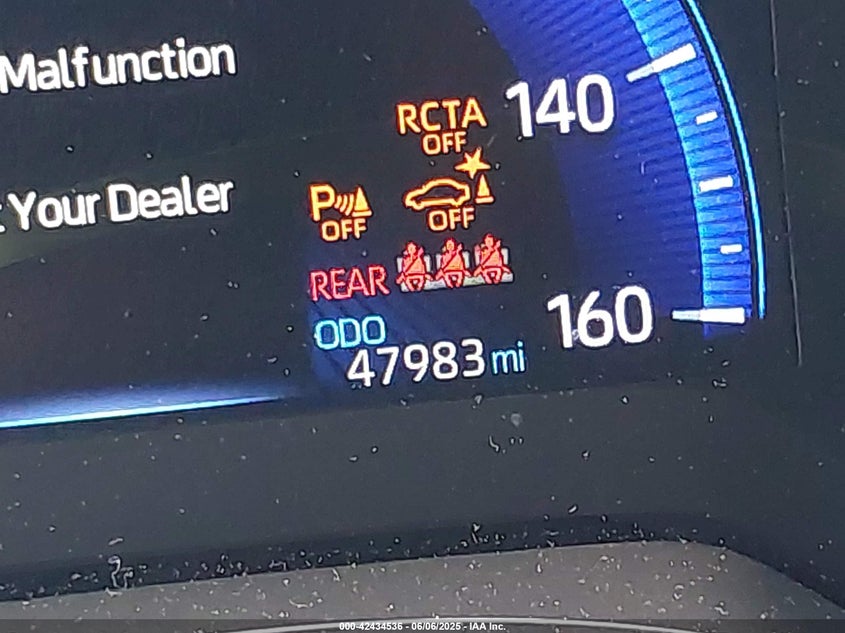 Malfunction
140
RCTA
OFF
Your Dealer
P
OFF
OFF
REAR
160
ODO
47983 mi
000-42434536 - 06/06/2025 - IAA Inc.